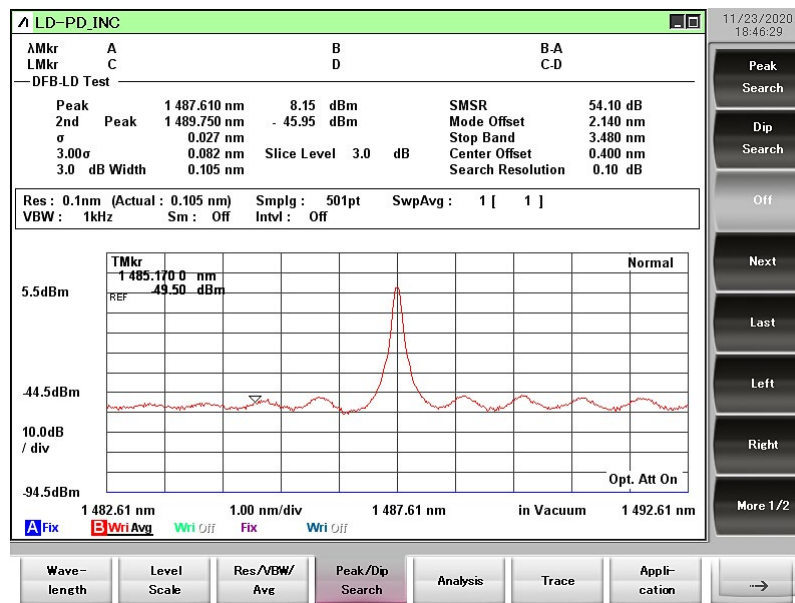 LD-PD_INC
11/23/2020
18:46:29
λMkr A B B-A
LMkr C D C-D
DFB-LD Test
Peak 1 487.610 nm 8.15 dBm SMSR 54.10 dB
2nd Peak 1 489.750 nm - 45.95 dBm Mode Offset 2.140 nm
σ 0.027 nm Stop Band 3.480 nm
3.00σ 0.082 nm Slice Level 3.0 dB Center Offset 0.400 nm
3.0 dB Width 0.105 nm Search Resolution 0.10 dB
Res : 0.1nm (Actual : 0.105 nm) Smplg : 501pt SwpAvg : 1 [ 1 ]
VBW : 1kHz Sm : Off Intvl : Off
TMkr Normal
1 485.170 0 nm
-49.50 dBm
5.5dBm
REF
-44.5dBm
10.0dB
/ div
Opt. Att On
-94.5dBm
1 482.61 nm 1.00 nm/div 1 487.61 nm in Vacuum 1 492.61 nm
A Fix B Wri Avg Wri Off Fix Wri Off
Peak
Search
Dip
Search
Off
Next
Last
Left
Right
More 1/2
Wave-
length
Level
Scale
Res/VBW/
Avg
Peak/Dip
Search
Analysis
Trace
Appli-
cation